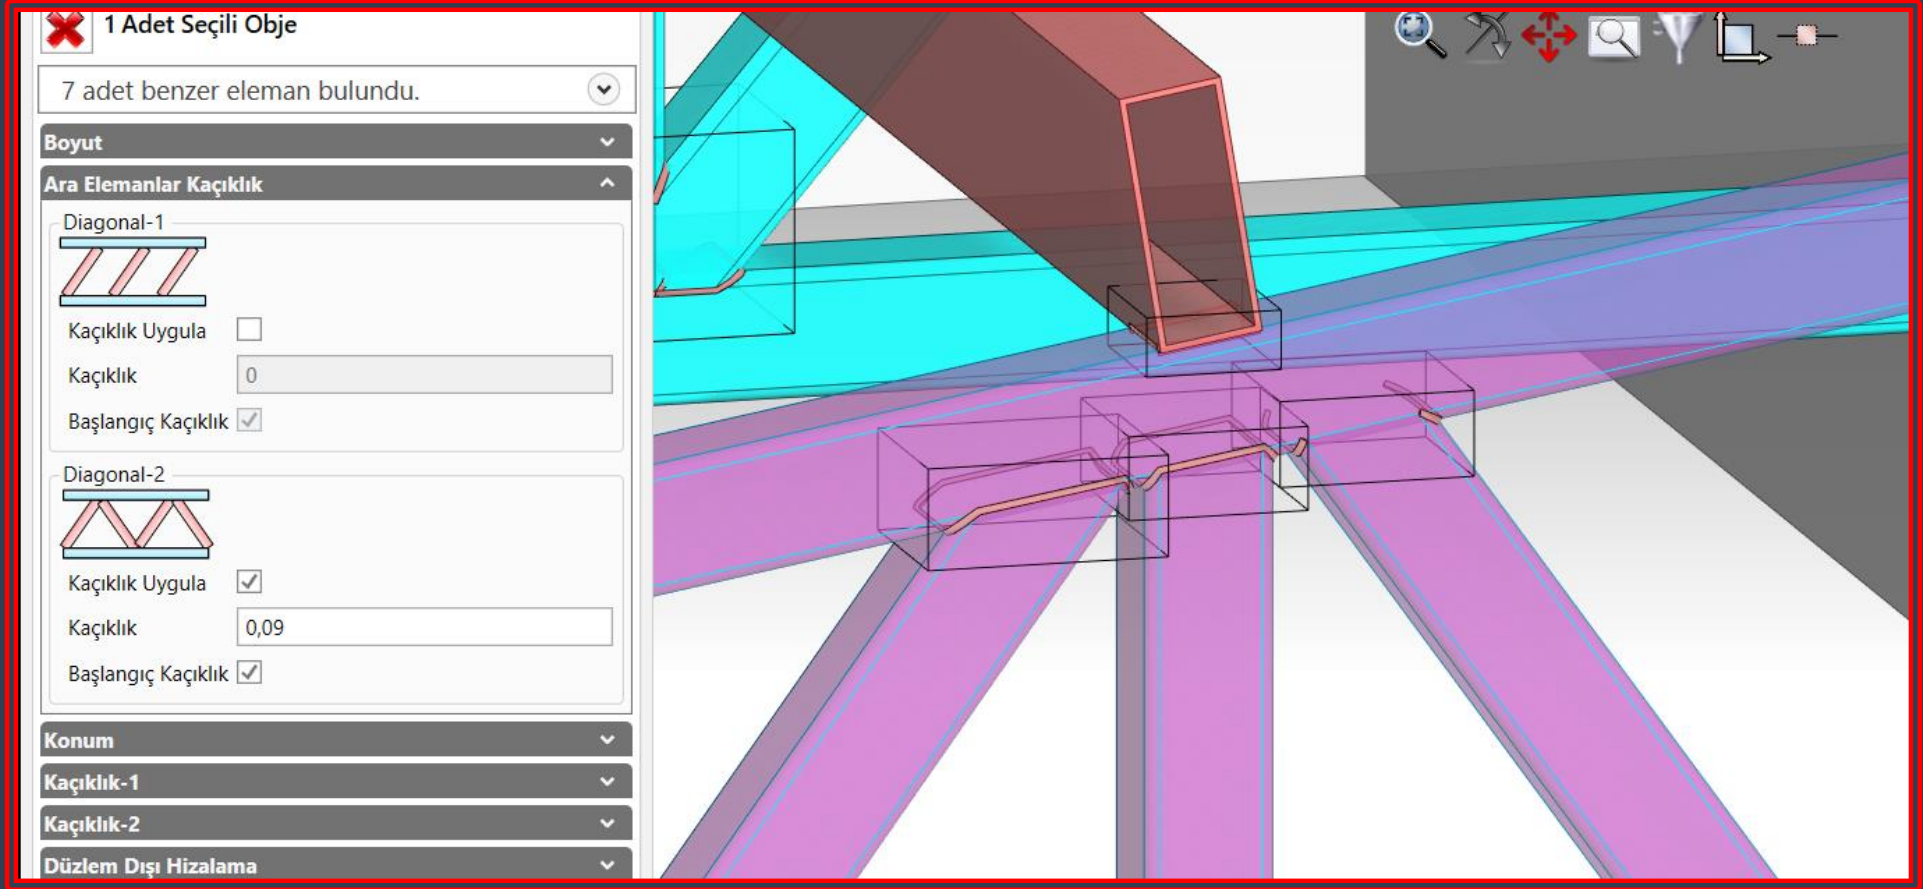 1 Adet Seçili Obje
7 adet benzer eleman bulundu.
Boyut
Ara Elemanlar Kaçıklık
Diagonal-1
Kaçıklık Uygula
Kaçıklık 0
Başlangıç Kaçıklık
Diagonal-2
Kaçıklık Uygula
Kaçıklık 0,09
Başlangıç Kaçıklık
Konum
Kaçıklık-1
Kaçıklık-2
Düzlem Dışı Hizalama